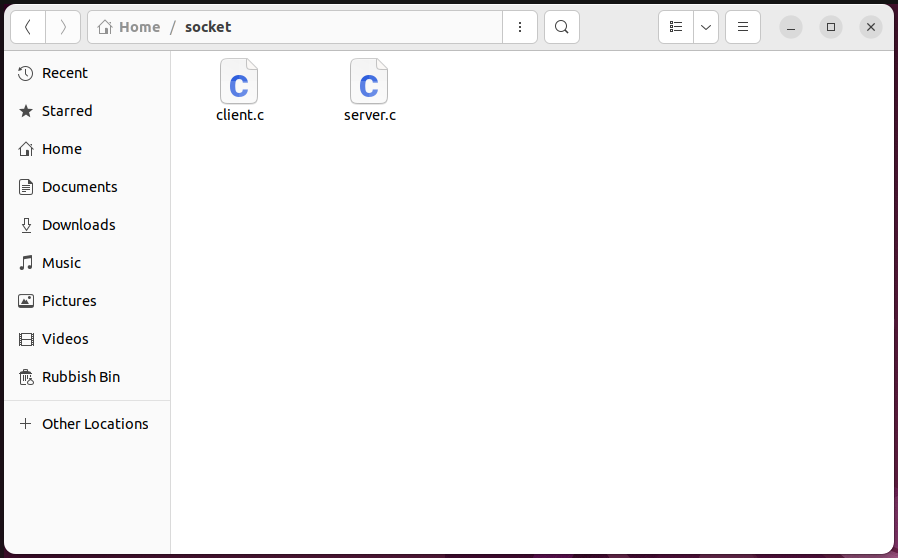 Home / socket
Recent
Starred
Home
Documents
Downloads
Music
Pictures
Videos
Rubbish Bin
Other Locations
C C
client.c server.c